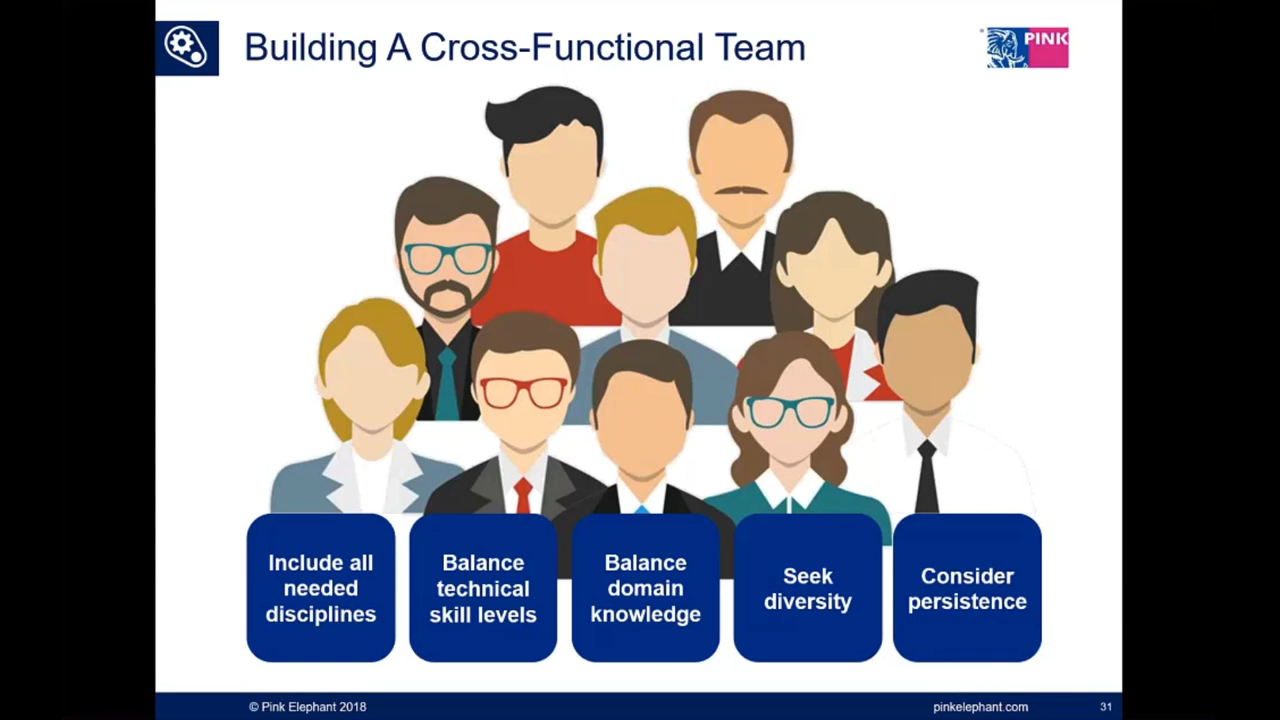 Building A Cross-Functional Team
PINK
Include all
needed
disciplines
Balance
technical
skill levels
Balance
domain
knowledge
Seek
diversity
Consider
persistence
© Pink Elephant 2018
pinkelephant.com
31